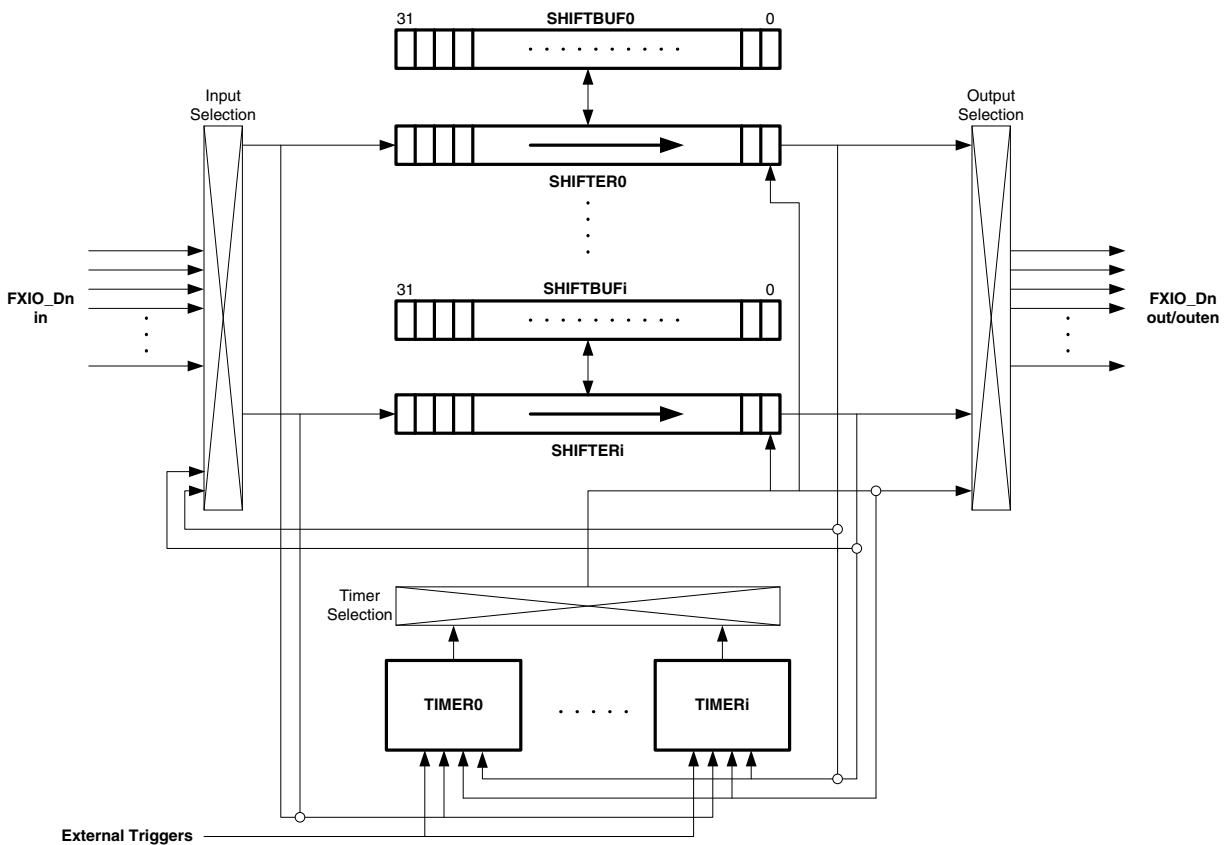 31
SHIFTBUF0
0
Input
Selection
Output
Selection
SHIFTER0
31
SHIFTBUFi
0
FXIO_Dn
in
FXIO_Dn
out/outen
SHIFTERi
Timer
Selection
TIMER0
TIMERi
External Triggers